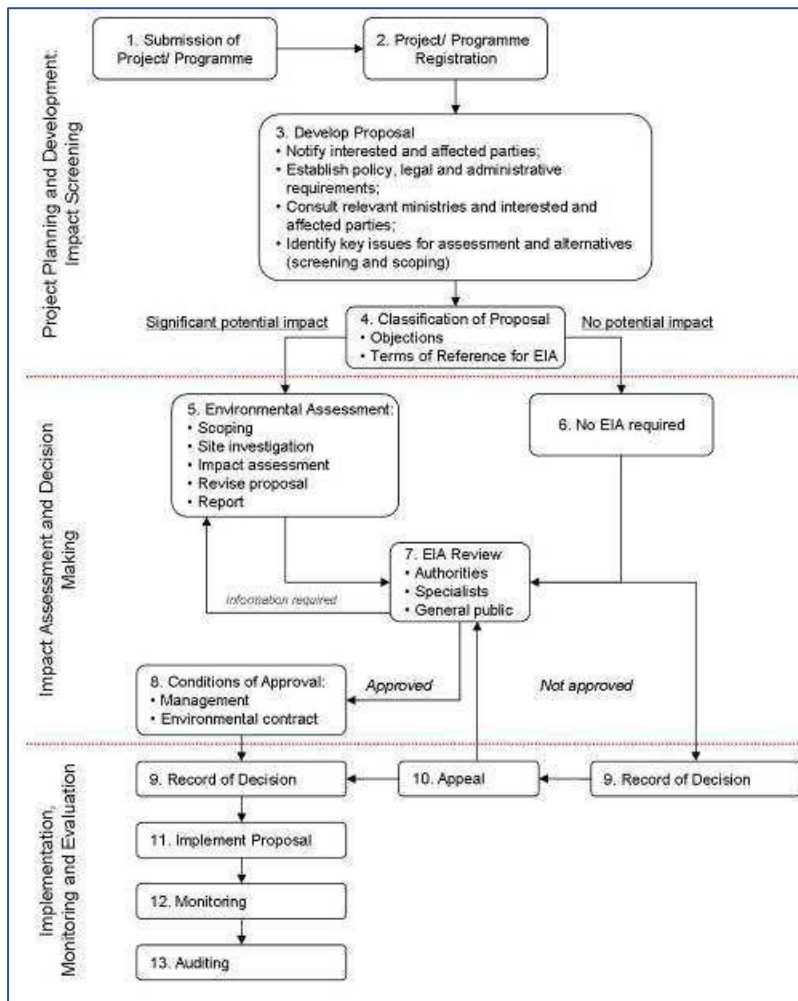 Project Planning and Development:
Impact Screening
1. Submission of
Project/ Programme
2. Project/ Programme
Registration
3. Develop Proposal
• Notify interested and affected parties;
• Establish policy, legal and administrative
requirements;
• Consult relevant ministries and interested and
affected parties;
• Identify key issues for assessment and alternatives
(screening and scoping)
Significant potential impact
4. Classification of Proposal
• Objections
• Terms of Reference for EIA
No potential impact
Impact Assessment and Decision
Making
5. Environmental Assessment:
• Scoping
• Site investigation
• Impact assessment
• Revise proposal
• Report
6. No EIA required
7. EIA Review
• Authorities
• Specialists
• General public
Information required
8. Conditions of Approval:
• Management
• Environmental contract
Approved
Not approved
Implementation,
Monitoring and Evaluation
9. Record of Decision
10. Appeal
9. Record of Decision
11. Implement Proposal
12. Monitoring
13. Auditing